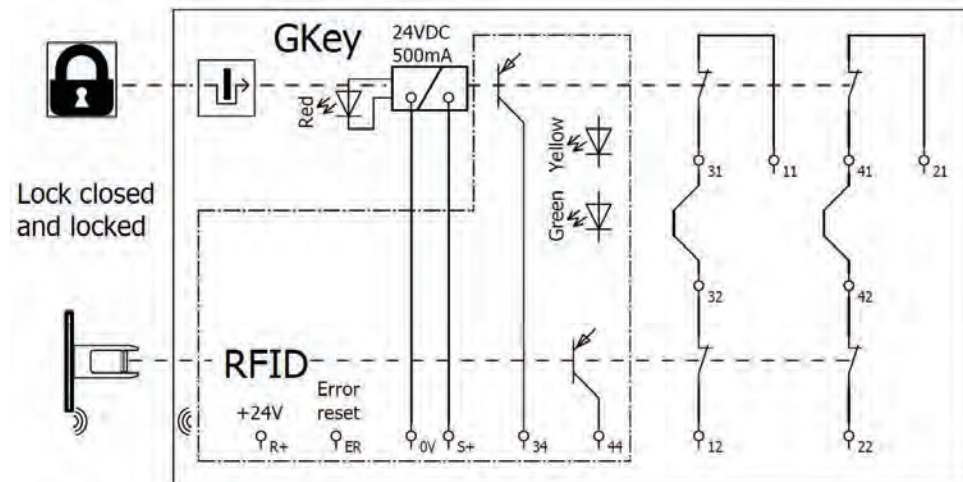 GKey
24VDC
500mA
Red
Yellow
Green
31
11
41
21
Lock closed
and locked
32
42
RFID
+24V
Error
reset
R+
ER
0V
S+
34
44
12
22